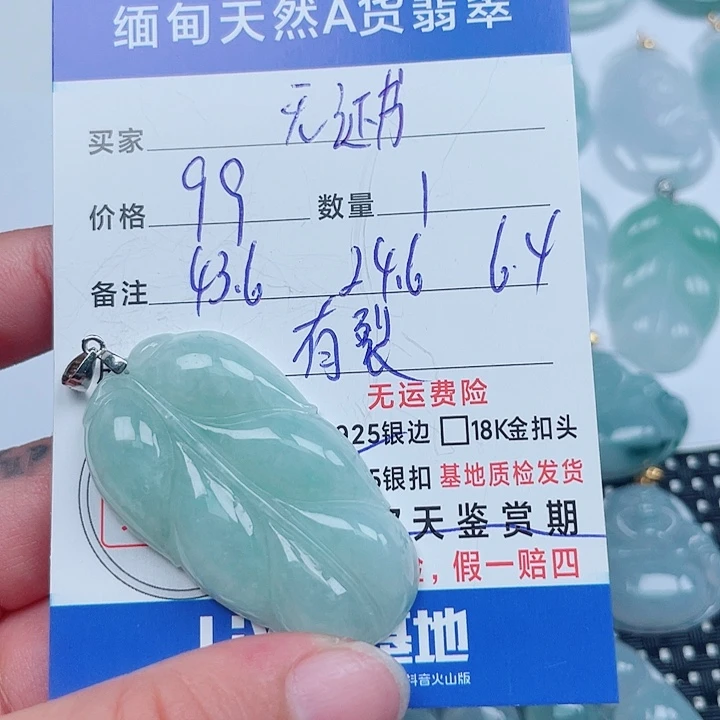 缅甸天然A货翡翠
买家 无证书
价格 99 数量 1
备注 43.6 24.6 6.4
有裂
无运费险
925银边 □18K金扣头
5银扣 基地质检发货
天鉴赏期
，假一赔四
基地
抖音火山版